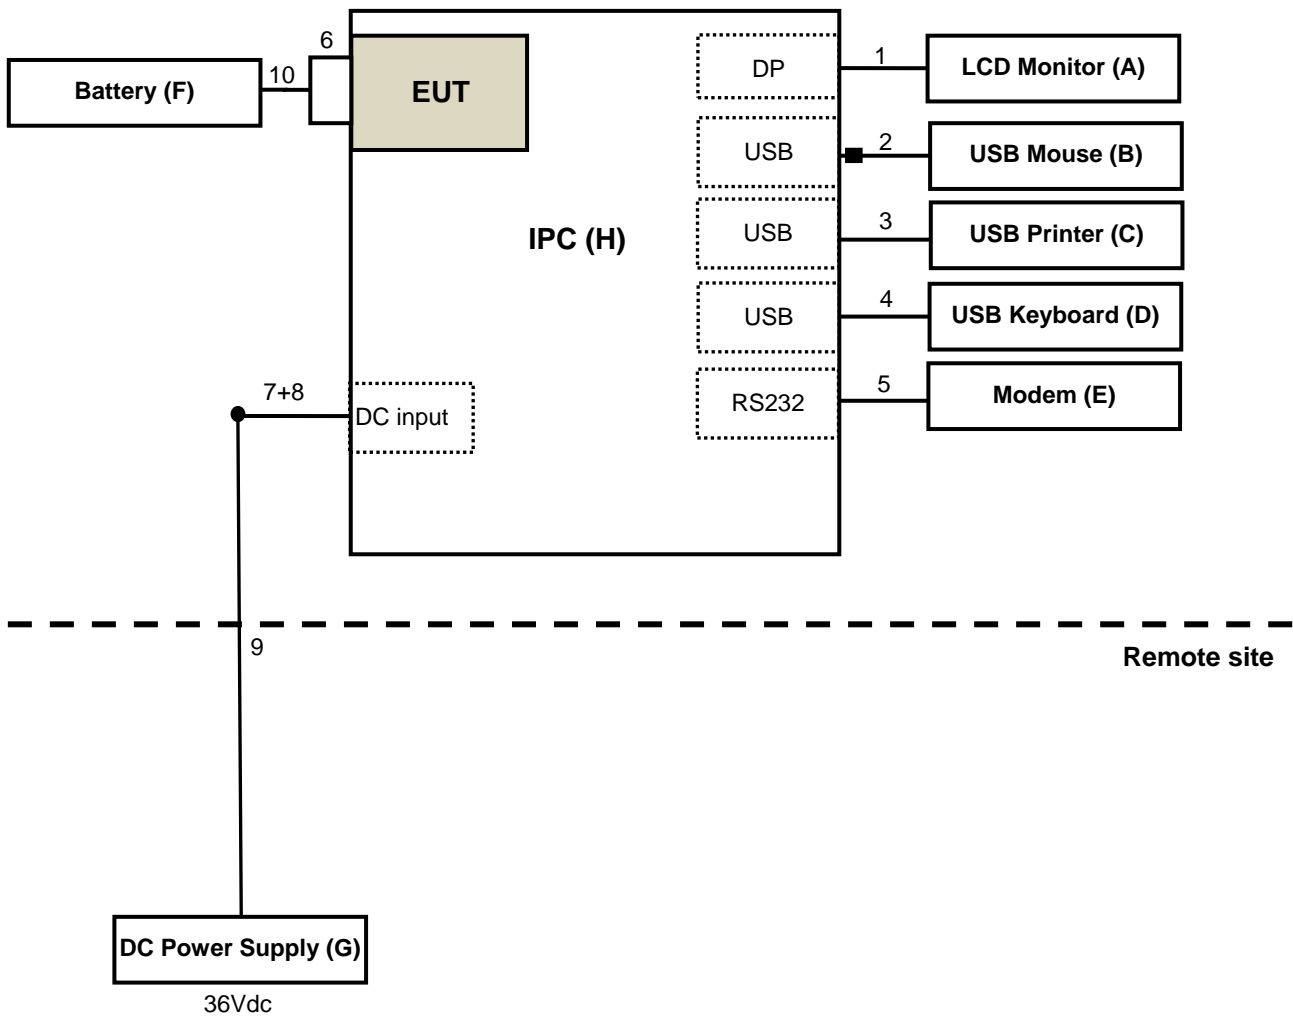 6
10
Battery (F)
EUT
DP
1
LCD Monitor (A)
USB
2
USB Mouse (B)
IPC (H)
USB
3
USB Printer (C)
USB
4
USB Keyboard (D)
7+8
DC input
RS232
5
Modem (E)
9
Remote site
DC Power Supply (G)
36Vdc